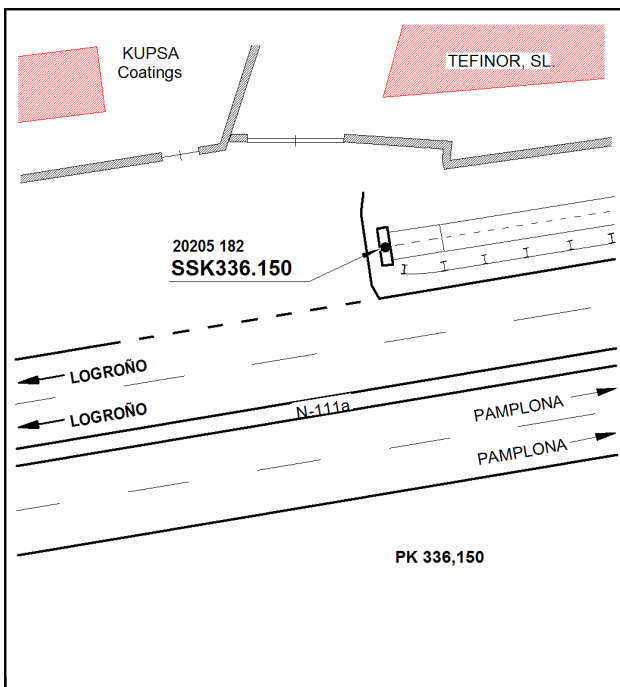 KUPSA
Coatings
TEFINOR, SL.
20205 182
SSK336.150
LOGROÑO
LOGROÑO
N-111a
PAMPLONA
PAMPLONA
PK 336,150